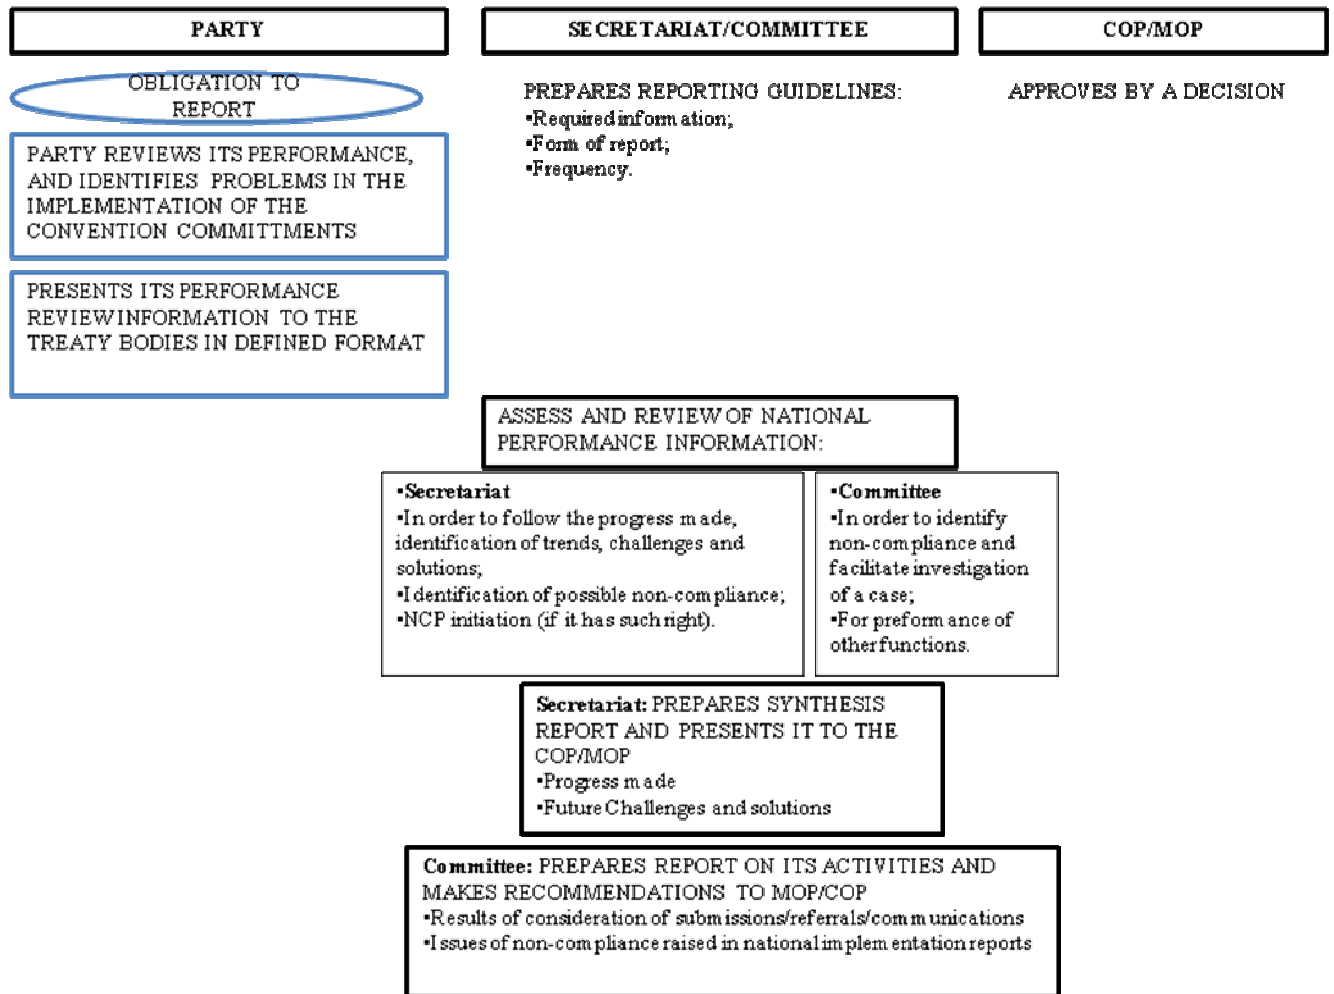 PARTY
SECRETARIAT/COMMITTEE
COP/MOP
OBLIGATION TO
REPORT
PREPARES REPORTING GUIDELINES:
▪Required information;
▪Form of report;
▪Frequency.
APPROVES BY A DECISION
PARTY REVIEWS ITS PERFORMANCE,
AND IDENTIFIES PROBLEMS IN THE
IMPLEMENTATION OF THE
CONVENTION COMMITTMENTS
PRESENTS ITS PERFORMANCE
REVIEW INFORMATION TO THE
TREATY BODIES IN DEFINED FORMAT
ASSESS AND REVIEW OF NATIONAL
PERFORMANCE INFORMATION:
▪Secretariat
▪In order to follow the progress made,
identification of trends, challenges and
solutions;
▪Identification of possible non-compliance;
▪NCP initiation (if it has such right).
▪Committee
▪In order to identify
non-compliance and
facilitate investigation
of a case;
▪For preformance of
other functions.
Secretariat: PREPARES SYNTHESIS
REPORT AND PRESENTS IT TO THE
COP/MOP
▪Progress made
▪Future Challenges and solutions
Committee: PREPARES REPORT ON ITS ACTIVITIES AND
MAKES RECOMMENDATIONS TO MOP/COP
▪Results of consideration of submissions/referrals/communications
▪Issues of non-compliance raised in national implementation reports